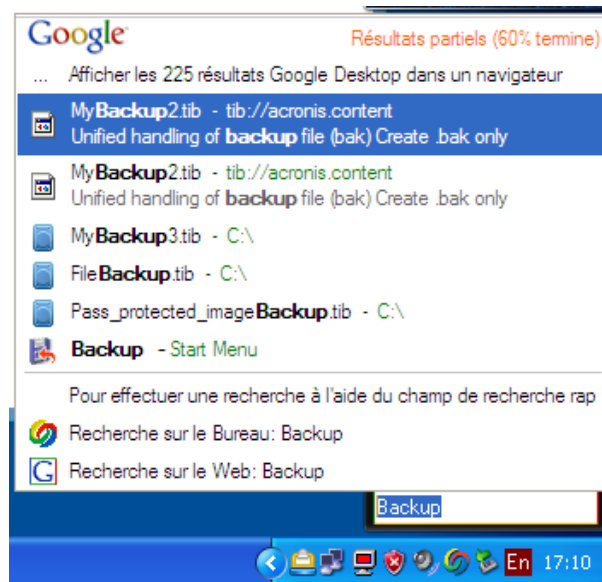 Google
Résultats partiels (60% termine)
... Afficher les 225 résultats Google Desktop dans un navigateur
MyBackup2.tib - tib://acronis.content
Unified handling of backup file (bak) Create .bak only
MyBackup2.tib - tib://acronis.content
Unified handling of backup file (bak) Create .bak only
MyBackup3.tib - C:\
FileBackup.tib - C:\
Pass_protected_imageBackup.tib - C:\
Backup - Start Menu
Pour effectuer une recherche à l'aide du champ de recherche rap
Recherche sur le Bureau: Backup
G Recherche sur le Web: Backup
Backup
En 17:10